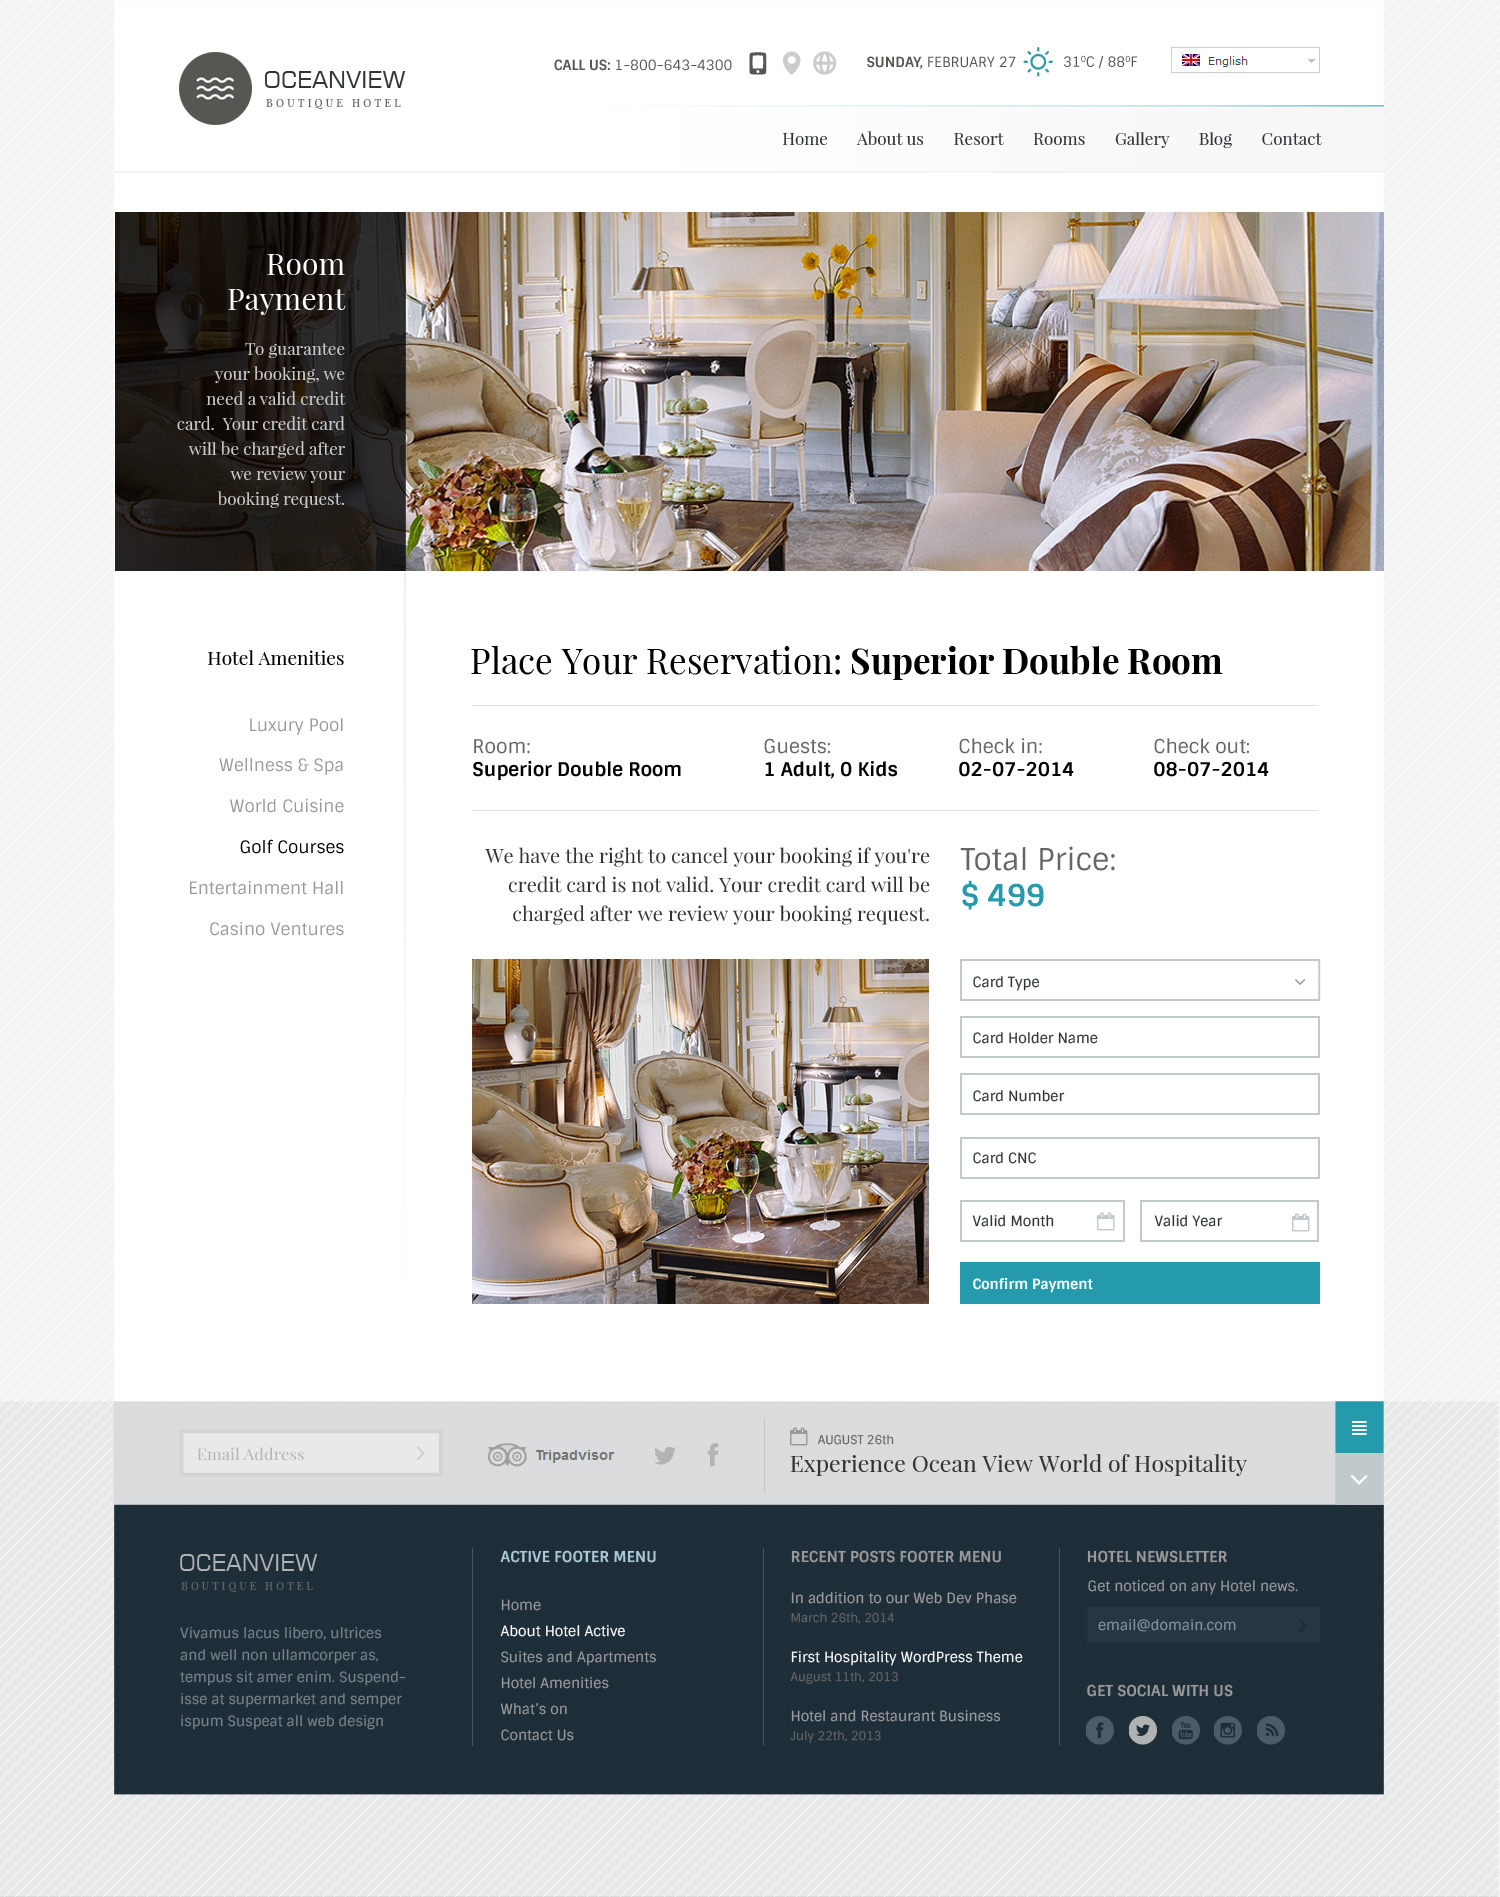 OCEANVIEW
BOUTIQUE HOTEL
CALL US: 1-800-643-4300
SUNDAY, FEBRUARY 27
31ºC / 88ºF
English
Home
About us
Resort
Rooms
Gallery
Blog
Contact
Room
Payment
To guarantee
your booking, we
need a valid credit
card. Your credit card
will be charged after
we review your
booking request.
Hotel Amenities
Luxury Pool
Wellness & Spa
World Cuisine
Golf Courses
Entertainment Hall
Casino Ventures
Place Your Reservation: Superior Double Room
Room:
Superior Double Room
Guests:
1 Adult, 0 Kids
Check in:
02-07-2014
Check out:
08-07-2014
We have the right to cancel your booking if you're
credit card is not valid. Your credit card will be
charged after we review your booking request.
Total Price:
$ 499
Card Type
Card Holder Name
Card Number
Card CNC
Valid Month
Valid Year
Confirm Payment
Email Address
Tripadvisor
AUGUST 26th
Experience Ocean View World of Hospitality
OCEANVIEW
BOUTIQUE HOTEL
Vivamus lacus libero, ultrices
and well non ullamcorper as,
tempus sit amer enim. Suspend-
isse at supermarket and semper
ispum Suspeat all web design
ACTIVE FOOTER MENU
Home
About Hotel Active
Suites and Apartments
Hotel Amenities
What's on
Contact Us
RECENT POSTS FOOTER MENU
In addition to our Web Dev Phase
March 26th, 2014
First Hospitality WordPress Theme
August 11th, 2013
Hotel and Restaurant Business
July 22th, 2013
HOTEL NEWSLETTER
Get noticed on any Hotel news.
email@domain.com
GET SOCIAL WITH US
You
Tube